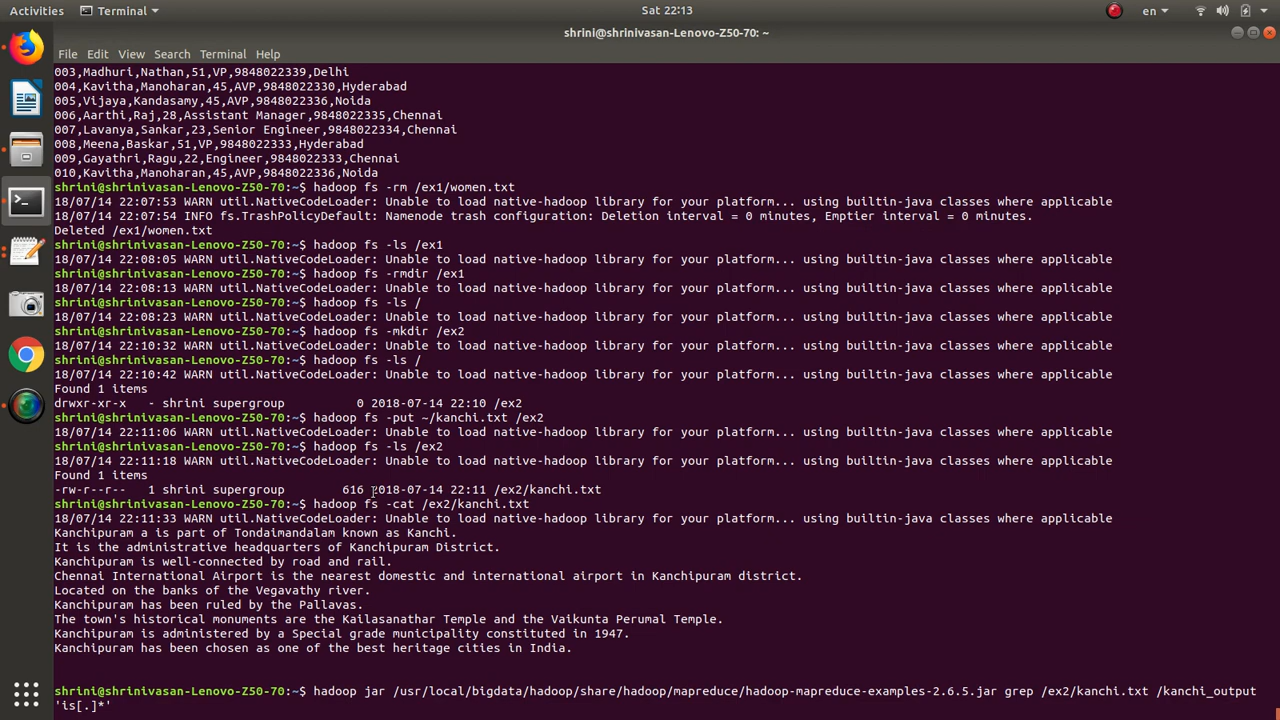 Activities
Terminal
Sat 22:13
en
shrini@shrinivasan-Lenovo-Z50-70: ~
File Edit View Search Terminal Help
003,Madhuri,Nathan,51,VP,9848022339,Delhi
004,Kavitha,Manoharan,45,AVP,9848022330,Hyderabad
005,Vijaya,Kandasamy,45,AVP,9848022336,Noida
006,Aarthi,Raj,28,Assistant Manager,9848022335,Chennai
007,Lavanya,Sankar,23,Senior Engineer,9848022334,Chennai
008,Meena,Baskar,51,VP,9848022333,Hyderabad
009,Gayathri,Ragu,22,Engineer,9848022333,Chennai
010,Kavitha,Manoharan,45,AVP,9848022336,Noida
shrini@shrinivasan-Lenovo-Z50-70:~$ hadoop fs -rm /ex1/women.txt
18/07/14 22:07:53 WARN util.NativeCodeLoader: Unable to load native-hadoop library for your platform... using builtin-java classes where applicable
18/07/14 22:07:54 INFO fs.TrashPolicyDefault: Namenode trash configuration: Deletion interval = 0 minutes, Emptier interval = 0 minutes.
Deleted /ex1/women.txt
shrini@shrinivasan-Lenovo-Z50-70:~$ hadoop fs -ls /ex1
18/07/14 22:08:05 WARN util.NativeCodeLoader: Unable to load native-hadoop library for your platform... using builtin-java classes where applicable
shrini@shrinivasan-Lenovo-Z50-70:~$ hadoop fs -rmdir /ex1
18/07/14 22:08:13 WARN util.NativeCodeLoader: Unable to load native-hadoop library for your platform... using builtin-java classes where applicable
shrini@shrinivasan-Lenovo-Z50-70:~$ hadoop fs -ls /
18/07/14 22:08:23 WARN util.NativeCodeLoader: Unable to load native-hadoop library for your platform... using builtin-java classes where applicable
shrini@shrinivasan-Lenovo-Z50-70:~$ hadoop fs -mkdir /ex2
18/07/14 22:10:32 WARN util.NativeCodeLoader: Unable to load native-hadoop library for your platform... using builtin-java classes where applicable
shrini@shrinivasan-Lenovo-Z50-70:~$ hadoop fs -ls /
18/07/14 22:10:42 WARN util.NativeCodeLoader: Unable to load native-hadoop library for your platform... using builtin-java classes where applicable
Found 1 items
drwxr-xr-x   - shrini supergroup          0 2018-07-14 22:10 /ex2
shrini@shrinivasan-Lenovo-Z50-70:~$ hadoop fs -put ~/kanchi.txt /ex2
18/07/14 22:11:06 WARN util.NativeCodeLoader: Unable to load native-hadoop library for your platform... using builtin-java classes where applicable
shrini@shrinivasan-Lenovo-Z50-70:~$ hadoop fs -ls /ex2
18/07/14 22:11:18 WARN util.NativeCodeLoader: Unable to load native-hadoop library for your platform... using builtin-java classes where applicable
Found 1 items
-rw-r--r--   1 shrini supergroup        616 2018-07-14 22:11 /ex2/kanchi.txt
shrini@shrinivasan-Lenovo-Z50-70:~$ hadoop fs -cat /ex2/kanchi.txt
18/07/14 22:11:33 WARN util.NativeCodeLoader: Unable to load native-hadoop library for your platform... using builtin-java classes where applicable
Kanchipuram a is part of Tondaimandalam known as Kanchi.
It is the administrative headquarters of Kanchipuram District.
Kanchipuram is well-connected by road and rail.
Chennai International Airport is the nearest domestic and international airport in Kanchipuram district.
Located on the banks of the Vegavathy river.
Kanchipuram has been ruled by the Pallavas.
The town's historical monuments are the Kailasanathar Temple and the Vaikunta Perumal Temple.
Kanchipuram is administered by a Special grade municipality constituted in 1947.
Kanchipuram has been chosen as one of the best heritage cities in India.
shrini@shrinivasan-Lenovo-Z50-70:~$ hadoop jar /usr/local/bigdata/hadoop/share/hadoop/mapreduce/hadoop-mapreduce-examples-2.6.5.jar grep /ex2/kanchi.txt /kanchi_output
'is[.]*'